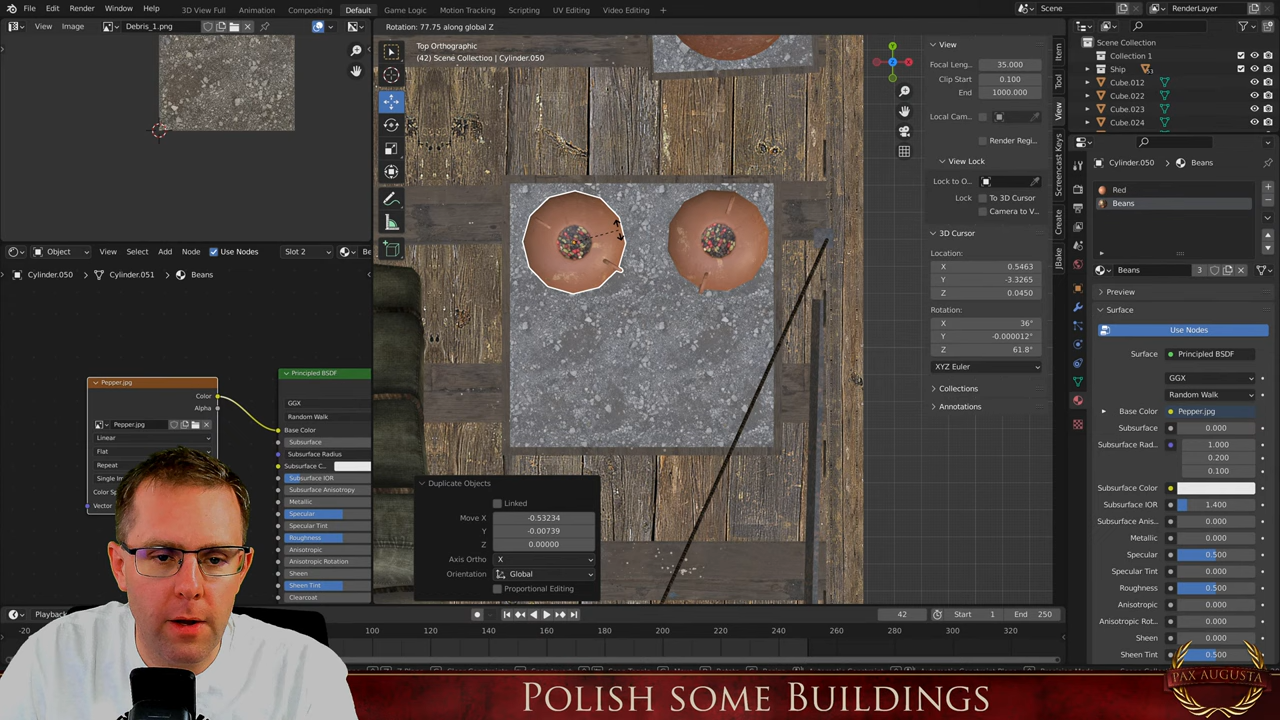 File Edit Render Window Help
3D View Full Animation Compositing Default Game Logic Motion Tracking Scripting UV Editing Video Editing
Scene
RenderLayer
View Image Debris_1.png
Rotation: 77.75 along global Z
Top Orthographic
(42) Scene Collection | Cylinder.050
View
Focal Leng... 35.000
Clip Start 0.100
End 1000.000
Local Cam...
Render Regi...
View Lock
Lock to O...
Lock To 3D Cursor
Camera to V...
3D Cursor
Location:
X 0.5463
Y -3.3265
Z 0.0450
Rotation:
X 36°
Y -0.000012°
Z 61.8°
XYZ Euler
Collections
Annotations
Item
Tool
View
Screencast Keys
Shortcut VUr
JBake
Scene Collection
Collection 1
Ship
Cube.012
Cube.022
Cube.023
Cube.024
Cylinder.050 Beans
Red
Beans
Beans 3
Preview
Surface
Use Nodes
Surface Principled BSDF
GGX
Random Walk
Base Color Pepper.jpg
Subsurface 0.000
Subsurface Rad... 1.000
0.200
0.100
Subsurface Color
Subsurface IOR 1.400
Subsurface Anis... 0.000
Metallic 0.000
Specular 0.500
Specular Tint 0.000
Roughness 0.500
Anisotropic 0.000
Anisotropic Rot... 0.000
Sheen 0.000
Sheen Tint 0.500
Object View Select Add Node Use Nodes Slot 2
Cylinder.050 Cylinder.051 Beans
Pepper.jpg
Color
Alpha
Pepper.jpg
Linear
Flat
Repeat
Single Im
Color Sp
Vector
Principled BSDF
GGX
Random Walk
Base Color
Subsurface
Subsurface Radius
Subsurface C...
Subsurface IOR
Subsurface Anisotropy
Metallic
Specular
Specular Tint
Roughness
Anisotropic
Anisotropic Rotation
Sheen
Sheen Tint
Clearcoat
Duplicate Objects
Linked
Move X -0.53234
Y -0.00739
Z 0.00000
Axis Ortho X
Orientation Global
Proportional Editing
Playback
42 Start 1 End 250
-20 100 120 140 160 180 200 220 240 260 280 300 320
POLISH SOME BUILDINGS
PAX AUGUSTA